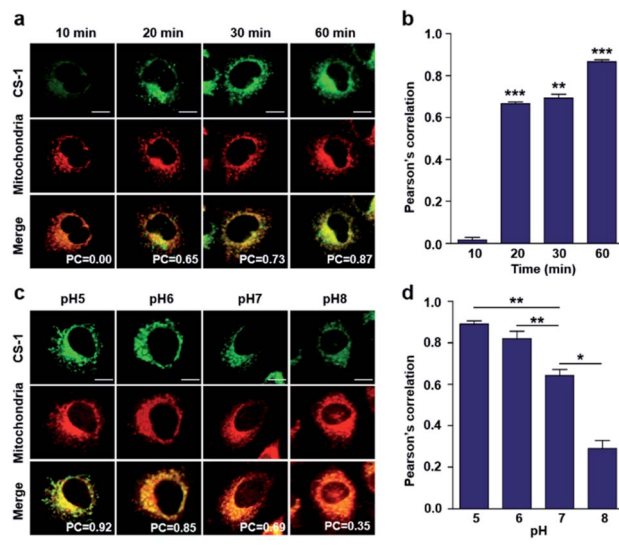 a
10 min 20 min 30 min 60 min
CS-1
Mitochondria
Merge
PC=0.00 PC=0.65 PC=0.73 PC=0.87
b
Pearson's correlation
1.0
0.8
0.6
0.4
0.2
0.0
*** ** ***
10 20 30 60
Time (min)
c
pH5 pH6 pH7 pH8
CS-1
Mitochondria
Merge
PC=0.92 PC=0.85 PC=0.69 PC=0.35
d
Pearson's correlation
1.0
0.8
0.6
0.4
0.2
0.0
**
**
*
5 6 7 8
pH